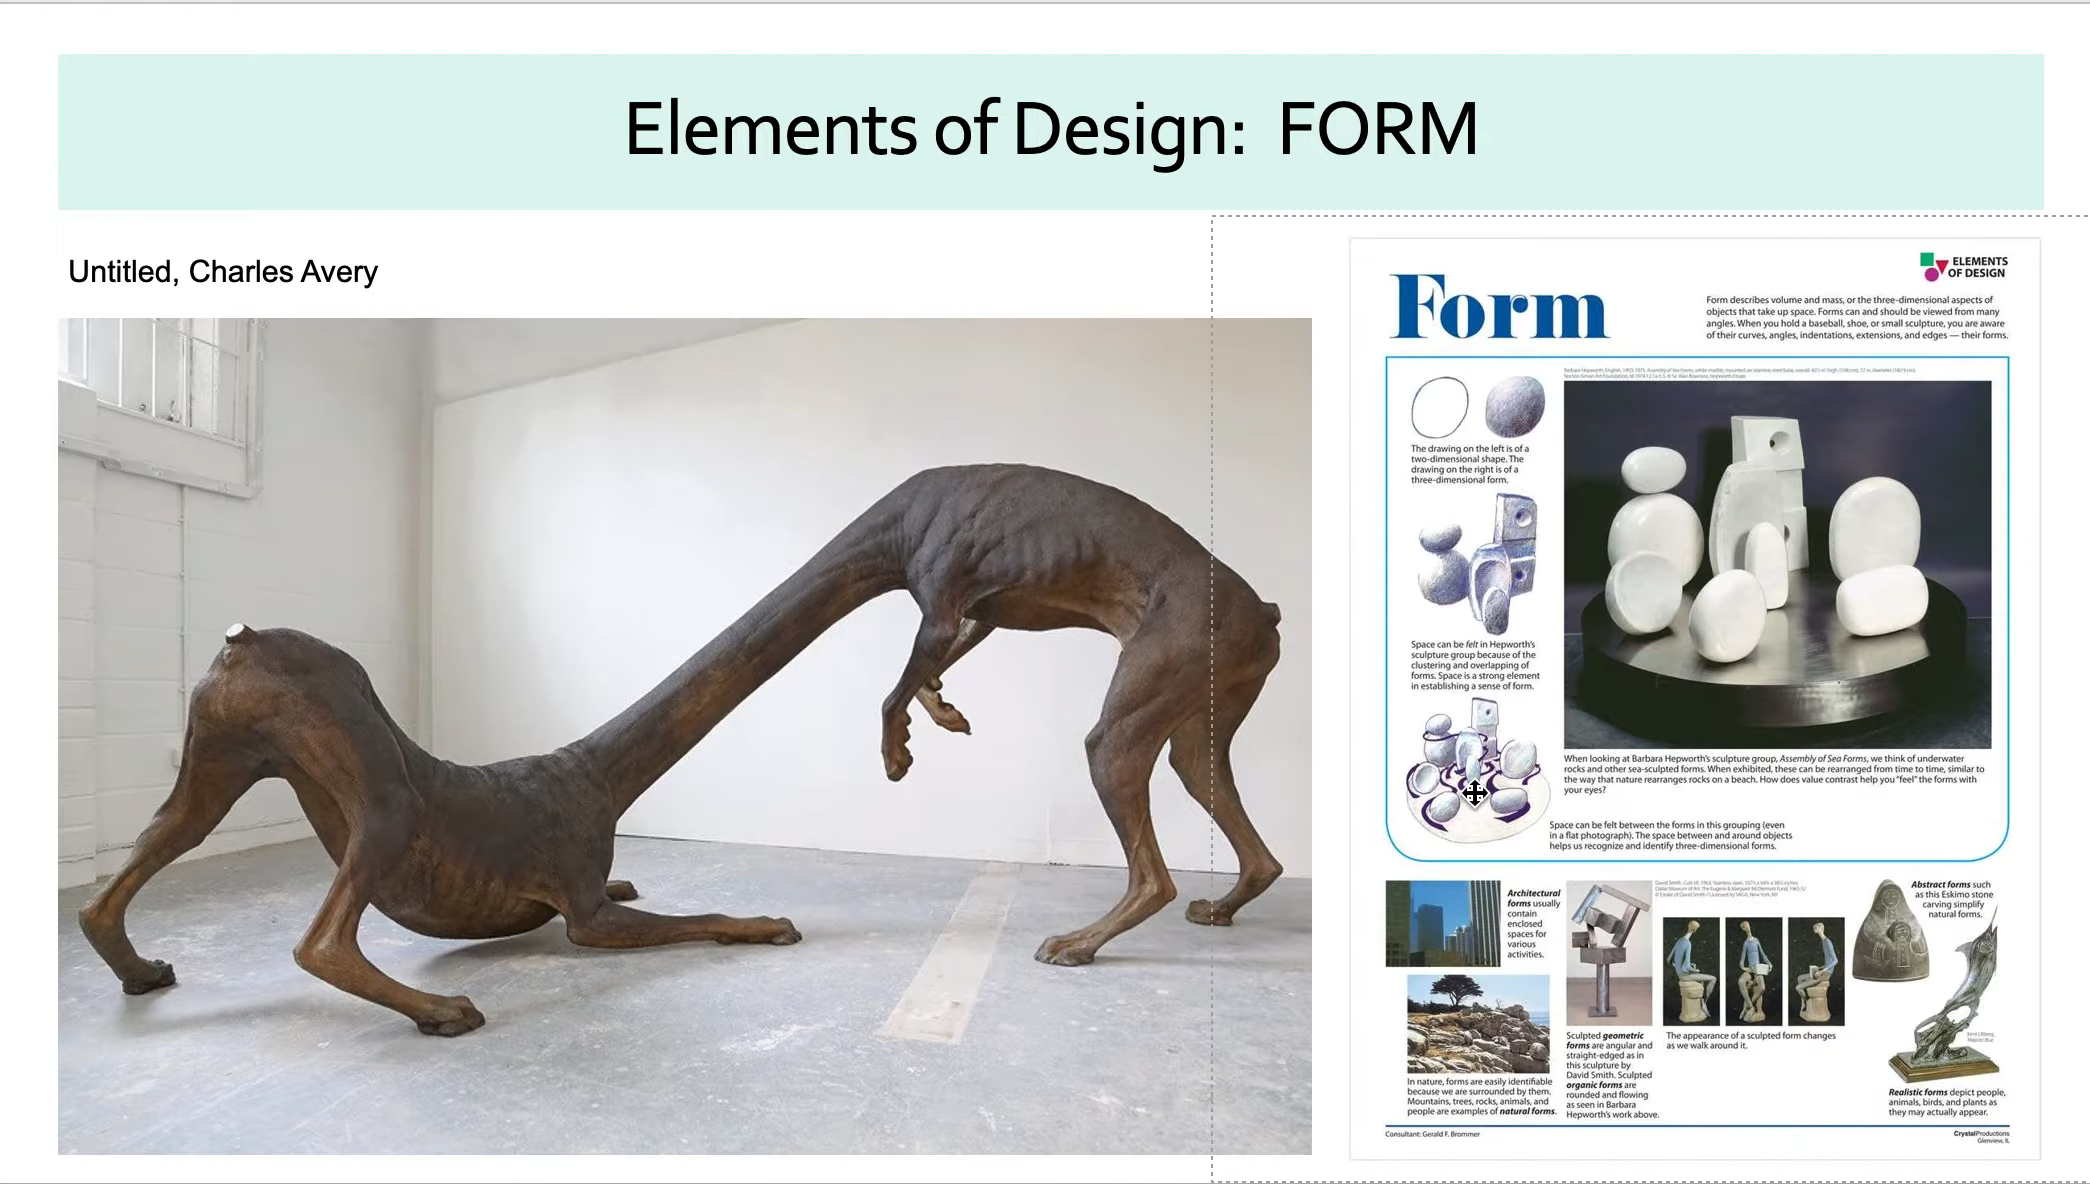 Elements of Design: FORM
Untitled, Charles Avery
ELEMENTS
OF DESIGN
Form
Form describes volume and mass, or the three-dimensional aspects of
objects that take up space. Forms can and should be viewed from many
angles. When you hold a baseball, shoe, or small sculpture, you are aware
of their curves, angles, indentations, extensions, and edges — their forms.
The drawing on the left is of a
two-dimensional shape. The
drawing on the right is of a
three-dimensional form.
Space can be felt in Hepworth's
sculpture group because of the
clustering and overlapping of
forms. Space is a strong element
in establishing a sense of form.
When looking at Barbara Hepworth's sculpture group, Assembly of Sea Forms, we think of underwater
rocks and other sea-sculpted forms. When exhibited, these can be rearranged from time to time, similar to
the way that nature rearranges rocks on a beach. How does value contrast help you "feel" the forms with
your eyes?
Space can be felt between the forms in this grouping (even
in a flat photograph). The space between and around objects
helps us recognize and identify three-dimensional forms.
Architectural
forms usually
contain
enclosed
spaces for
various
activities.
In nature, forms are easily identifiable
because we are surrounded by them.
Mountains, trees, rocks, animals, and
people are examples of natural forms.
Sculpted geometric
forms are angular and
straight-edged as in
this sculpture by
David Smith. Sculpted
organic forms are
rounded and flowing
as seen in Barbara
Hepworth's work above.
The appearance of a sculpted form changes
as we walk around it.
Abstract forms such
as this Eskimo stone
carving simplify
natural forms.
Realistic forms depict people,
animals, birds, and plants as
they may actually appear.
Consultant: Gerald F. Brommer
CrystalProductions
Glenview, IL